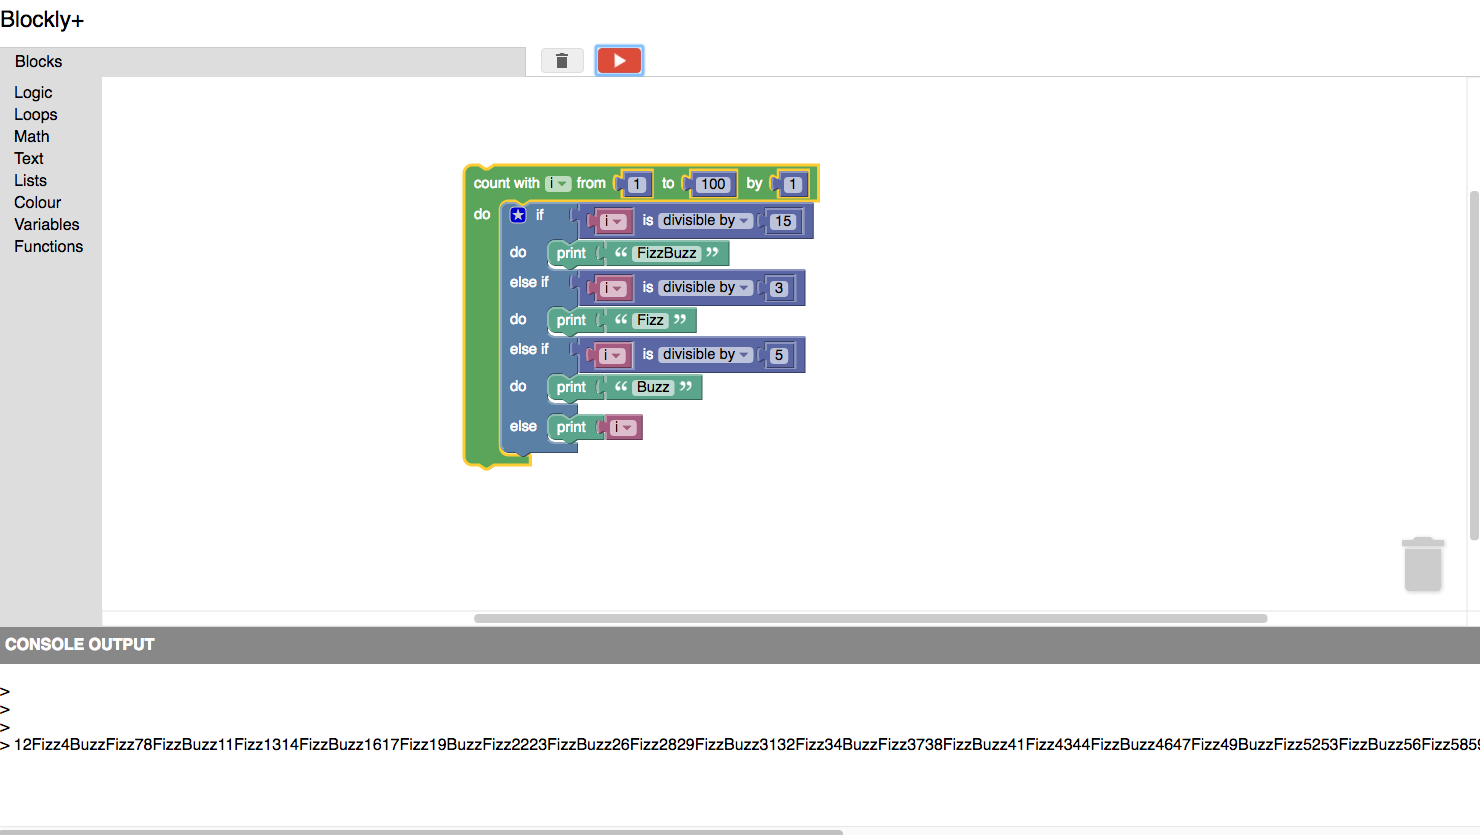 Blockly+
Blocks
Logic
Loops
Math
Text
Lists
Colour
Variables
Functions
count with i from 1 to 100 by 1
do if i is divisible by 15
do print “ FizzBuzz ”
else if i is divisible by 3
do print “ Fizz ”
else if i is divisible by 5
do print “ Buzz ”
else print i
CONSOLE OUTPUT
>
>
>
> 12Fizz4BuzzFizz78FizzBuzz11Fizz1314FizzBuzz1617Fizz19BuzzFizz2223FizzBuzz26Fizz2829FizzBuzz3132Fizz34BuzzFizz3738FizzBuzz41Fizz4344FizzBuzz4647Fizz49BuzzFizz5253FizzBuzz56Fizz5859